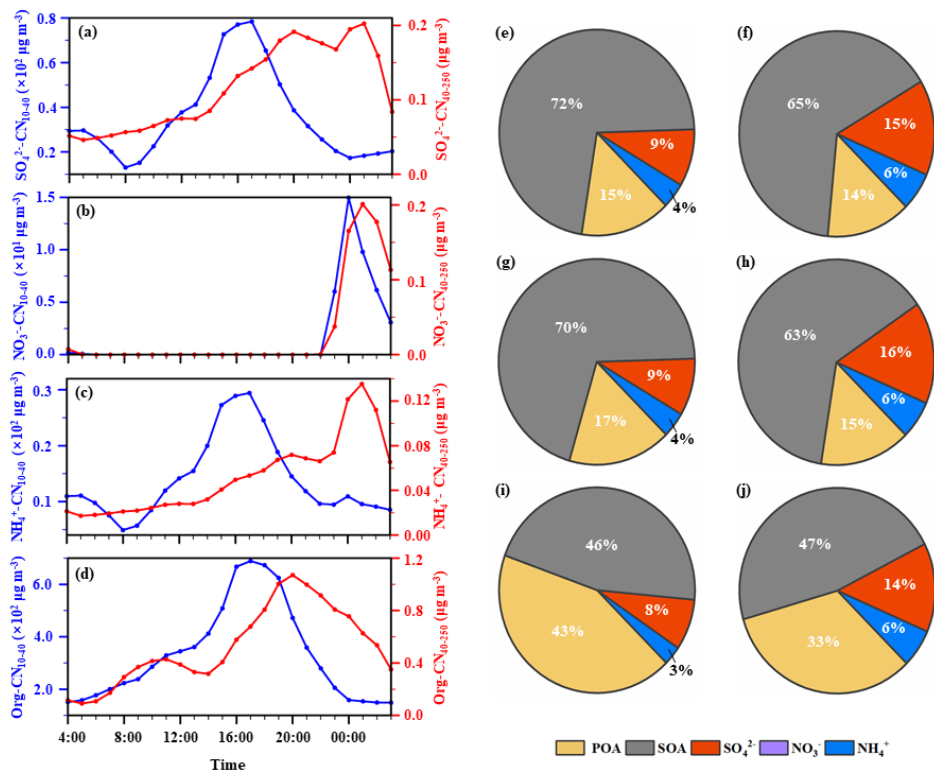 (a)
SO₄²⁻-CN₁₀₋₄₀ (×10² μg m⁻³)
0.8
0.6
0.4
0.2
0.2
0.1
0.0
SO₄²⁻-CN₄₀₋₂₅₀ (μg m⁻³)
(b)
NO₃⁻-CN₁₀₋₄₀ (×10² μg m⁻³)
1.5
1.0
0.5
0.0
0.2
0.1
0.0
NO₃⁻-CN₄₀₋₂₅₀ (μg m⁻³)
(c)
NH₄⁺-CN₁₀₋₄₀ (×10² μg m⁻³)
0.3
0.2
0.1
0.12
0.08
0.04
0.00
NH₄⁺- CN₄₀₋₂₅₀ (μg m⁻³)
(d)
Org-CN₁₀₋₄₀ (×10² μg m⁻³)
6.0
4.0
2.0
1.2
0.8
0.4
0.0
Org-CN₄₀₋₂₅₀ (μg m⁻³)
4:00 8:00 12:00 16:00 20:00 00:00
Time
(e)
72%
9%
4%
15%
(f)
65%
15%
6%
14%
(g)
70%
9%
4%
17%
(h)
63%
16%
6%
15%
(i)
46%
8%
3%
43%
(j)
47%
14%
6%
33%
POA SOA SO₄²⁻ NO₃⁻ NH₄⁺